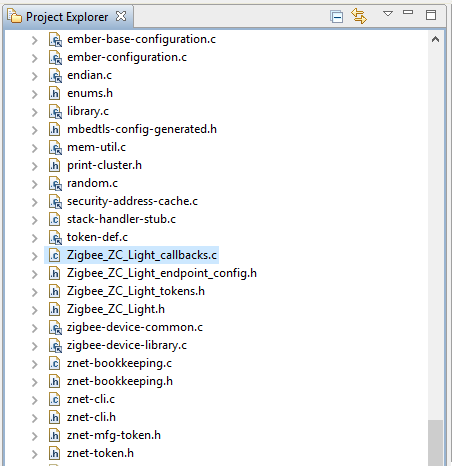 Project Explorer
ember-base-configuration.c
ember-configuration.c
endian.c
enums.h
library.c
mbedtls-config-generated.h
mem-util.c
print-cluster.h
random.c
security-address-cache.c
stack-handler-stub.c
token-def.c
Zigbee_ZC_Light_callbacks.c
Zigbee_ZC_Light_endpoint_config.h
Zigbee_ZC_Light_tokens.h
Zigbee_ZC_Light.h
zigbee-device-common.c
zigbee-device-library.c
znet-bookkeeping.c
znet-bookkeeping.h
znet-cli.c
znet-cli.h
znet-mfg-token.h
znet-token.h